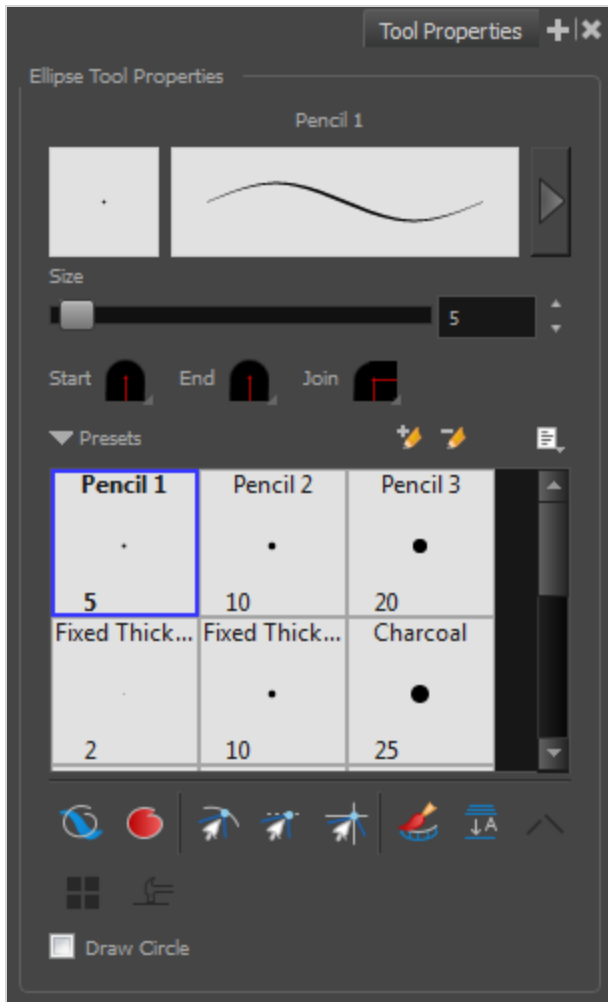 Tool Properties
Ellipse Tool Properties
Pencil 1
Size
5
Start End Join
Presets
Pencil 1 Pencil 2 Pencil 3
5 10 20
Fixed Thick... Fixed Thick... Charcoal
2 10 25
A
Draw Circle